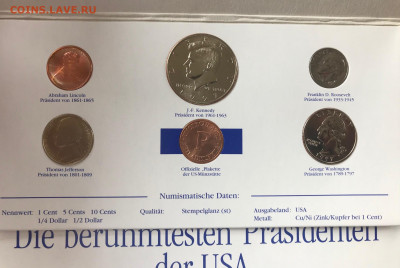 COINS.LAVE.RU
Abraham Lincoln
Präsident von 1861-1865
J.-F. Kennedy
Präsident von 1961-1963
Franklin D. Roosevelt
Präsident von 1933-1945
Thomas Jefferson
Präsident von 1801-1809
Offizielle „Plakette
der US-Münzstätte
George Washington
Präsident von 1789-1797
Numismatische Daten:
Nennwert: 1 Cent 5 Cents 10 Cents Qualität: Stempelglanz (st) Ausgabeland: USA
1/4 Dollar 1/2 Dollar Metall: Cu/Ni (Zink/Kupfer bei 1 Cent)
Die berühmtesten Präsidenten
der USA